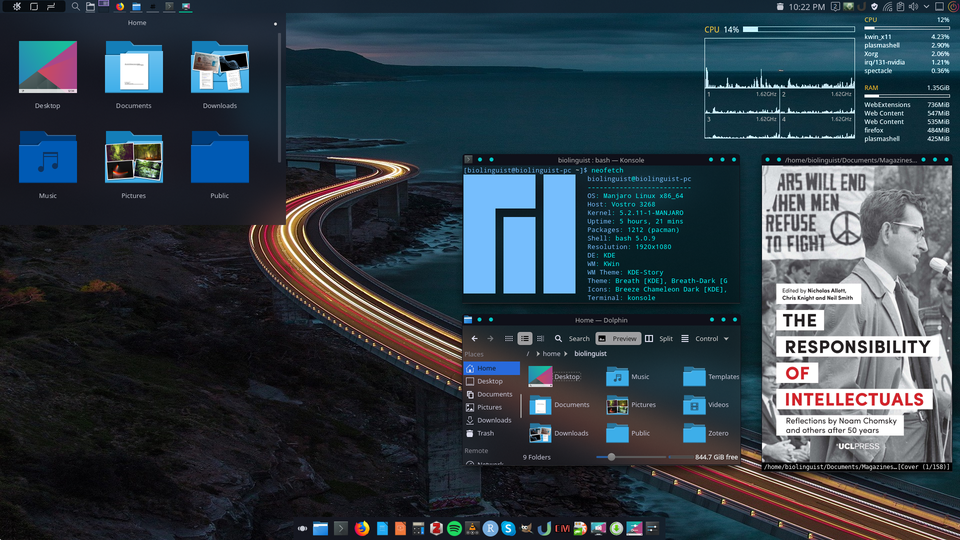 10:22 PM
Home
Desktop
Documents
Downloads
Music
Pictures
Public
CPU 14%
1 1.62GHz
2 1.62GHz
3 1.62GHz
4 1.62GHz
CPU 12%
kwin_x11 4.23%
plasmashell 2.90%
Xorg 2.06%
irq/131-nvidia 1.21%
spectacle 0.36%
RAM 1.35GiB
WebExtensions 736MiB
Web Content 547MiB
Web Content 535MiB
firefox 484MiB
plasmashell 425MiB
biolinguist : bash — Konsole
[biolinguist@biolinguist-pc ~]$ neofetch
biolinguist@biolinguist-pc
--------------------------
OS: Manjaro Linux x86_64
Host: Vostro 3268
Kernel: 5.2.11-1-MANJARO
Uptime: 5 hours, 21 mins
Packages: 1212 (pacman)
Shell: bash 5.0.9
Resolution: 1920x1080
DE: KDE
WM: KWin
WM Theme: KDE-Story
Theme: Breath [KDE], Breath-Dark [G
Icons: Breeze Chameleon Dark [KDE],
Terminal: konsole
Home — Dolphin
Search
Preview
Split
Control
/ > home > biolinguist
Places
Home
Desktop
Documents
Pictures
Downloads
Trash
Remote
Network
Desktop
Music
Templates
Documents
Pictures
Videos
Downloads
Public
Zotero
9 Folders
844.7 GiB free
/home/biolinguist/Documents/Magazines...
ARS WILL END
HEN MEN
REFUSE
TO FIGHT
Edited by Nicholas Allott,
Chris Knight and Neil Smith
THE
RESPONSIBILITY
OF
INTELLECTUALS
Reflections by Noam Chomsky
and others after 50 years
UCLPRESS
/home/biolinguist/Documents/Magazines…[Cover (1/158)]